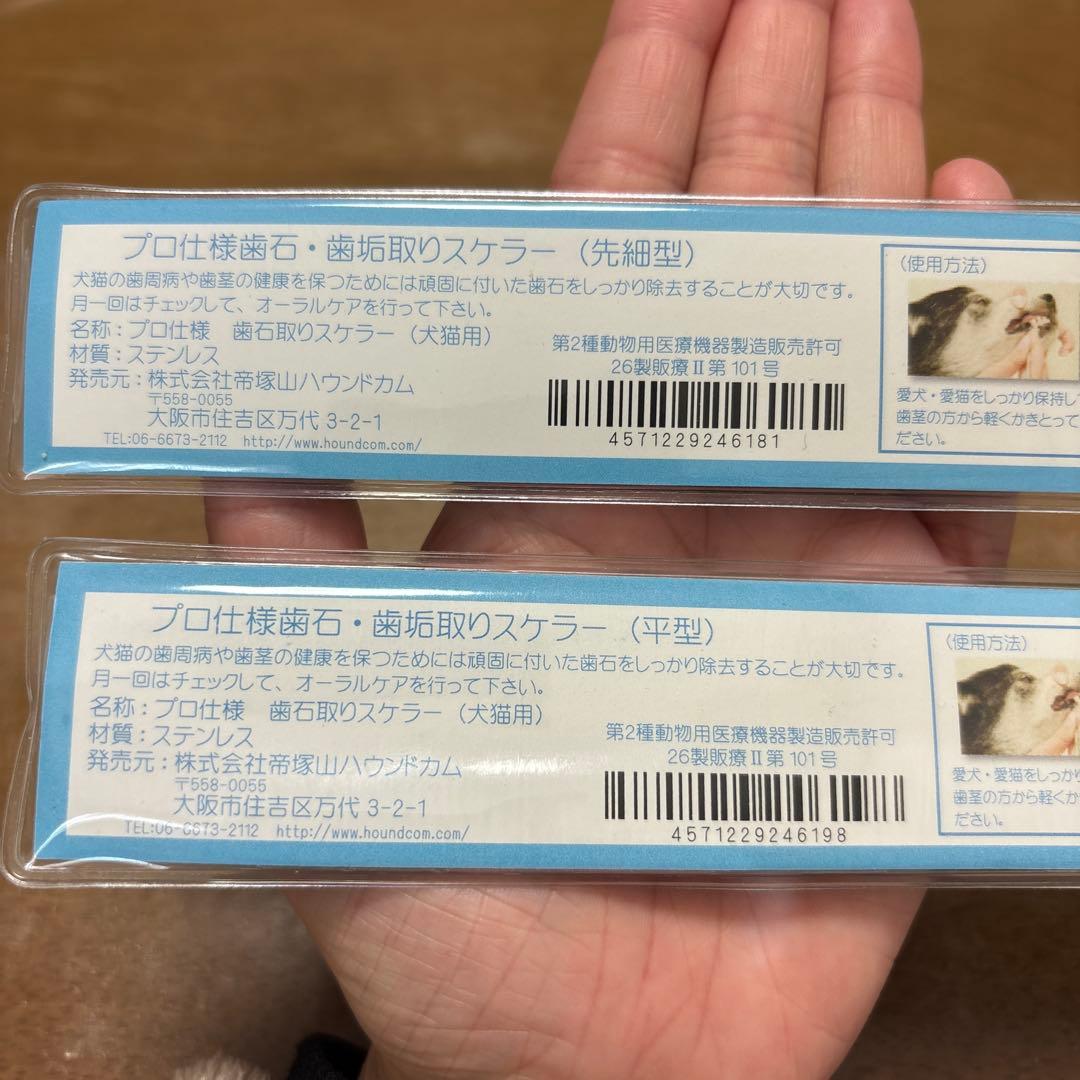 プロ仕様歯石・歯垢取りスケラー（先細型）
犬猫の歯周病や歯茎の健康を保つためには頑固に付いた歯石をしっかり除去することが大切です。
月一回はチェックして、オーラルケアを行って下さい。
名称：プロ仕様　歯石取りスケラー（犬猫用）
材質：ステンレス
発売元：株式会社帝塚山ハウンドカム
〒558-0055
大阪市住吉区万代 3-2-1
TEL:06-6673-2112 http://www.houndcom.com/
第2種動物用医療機器製造販売許可
26製販療Ⅱ第 101号
4571229246181
（使用方法）
愛犬・愛猫をしっかり保持し
歯茎の方から軽くかきとって
ださい。
プロ仕様歯石・歯垢取りスケラー（平型）
犬猫の歯周病や歯茎の健康を保つためには頑固に付いた歯石をしっかり除去することが大切です。
月一回はチェックして、オーラルケアを行って下さい。
名称：プロ仕様　歯石取りスケラー（犬猫用）
材質：ステンレス
発売元：株式会社帝塚山ハウンドカム
〒558-0055
大阪市住吉区万代 3-2-1
TEL:06-6673-2112 http://www.houndcom.com/
第2種動物用医療機器製造販売許可
26製販療Ⅱ第 101号
4571229246198
（使用方法）
愛犬・愛猫をしっか
歯茎の方から軽くか
ださい。